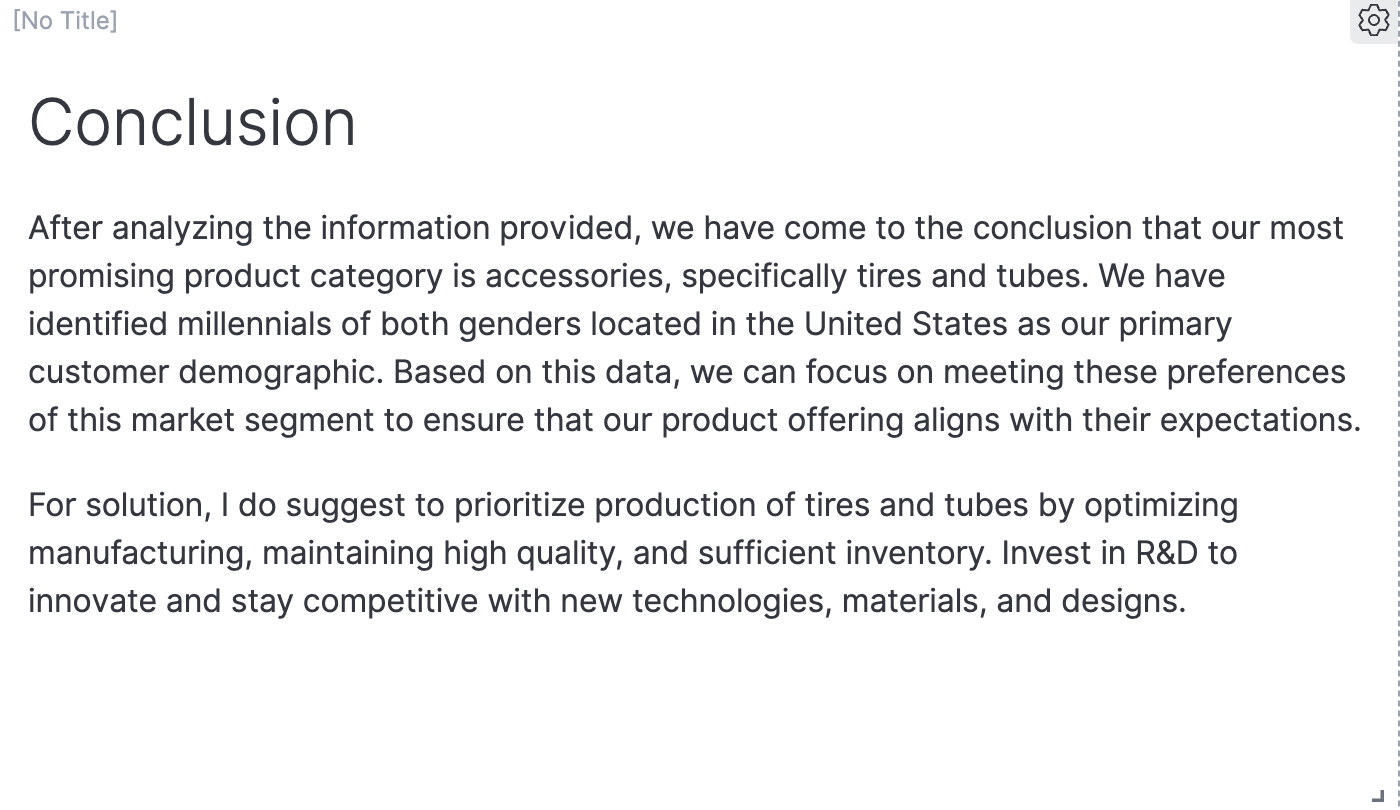 [No Title]
Conclusion
After analyzing the information provided, we have come to the conclusion that our most
promising product category is accessories, specifically tires and tubes. We have
identified millennials of both genders located in the United States as our primary
customer demographic. Based on this data, we can focus on meeting these preferences
of this market segment to ensure that our product offering aligns with their expectations.
For solution, I do suggest to prioritize production of tires and tubes by optimizing
manufacturing, maintaining high quality, and sufficient inventory. Invest in R&D to
innovate and stay competitive with new technologies, materials, and designs.